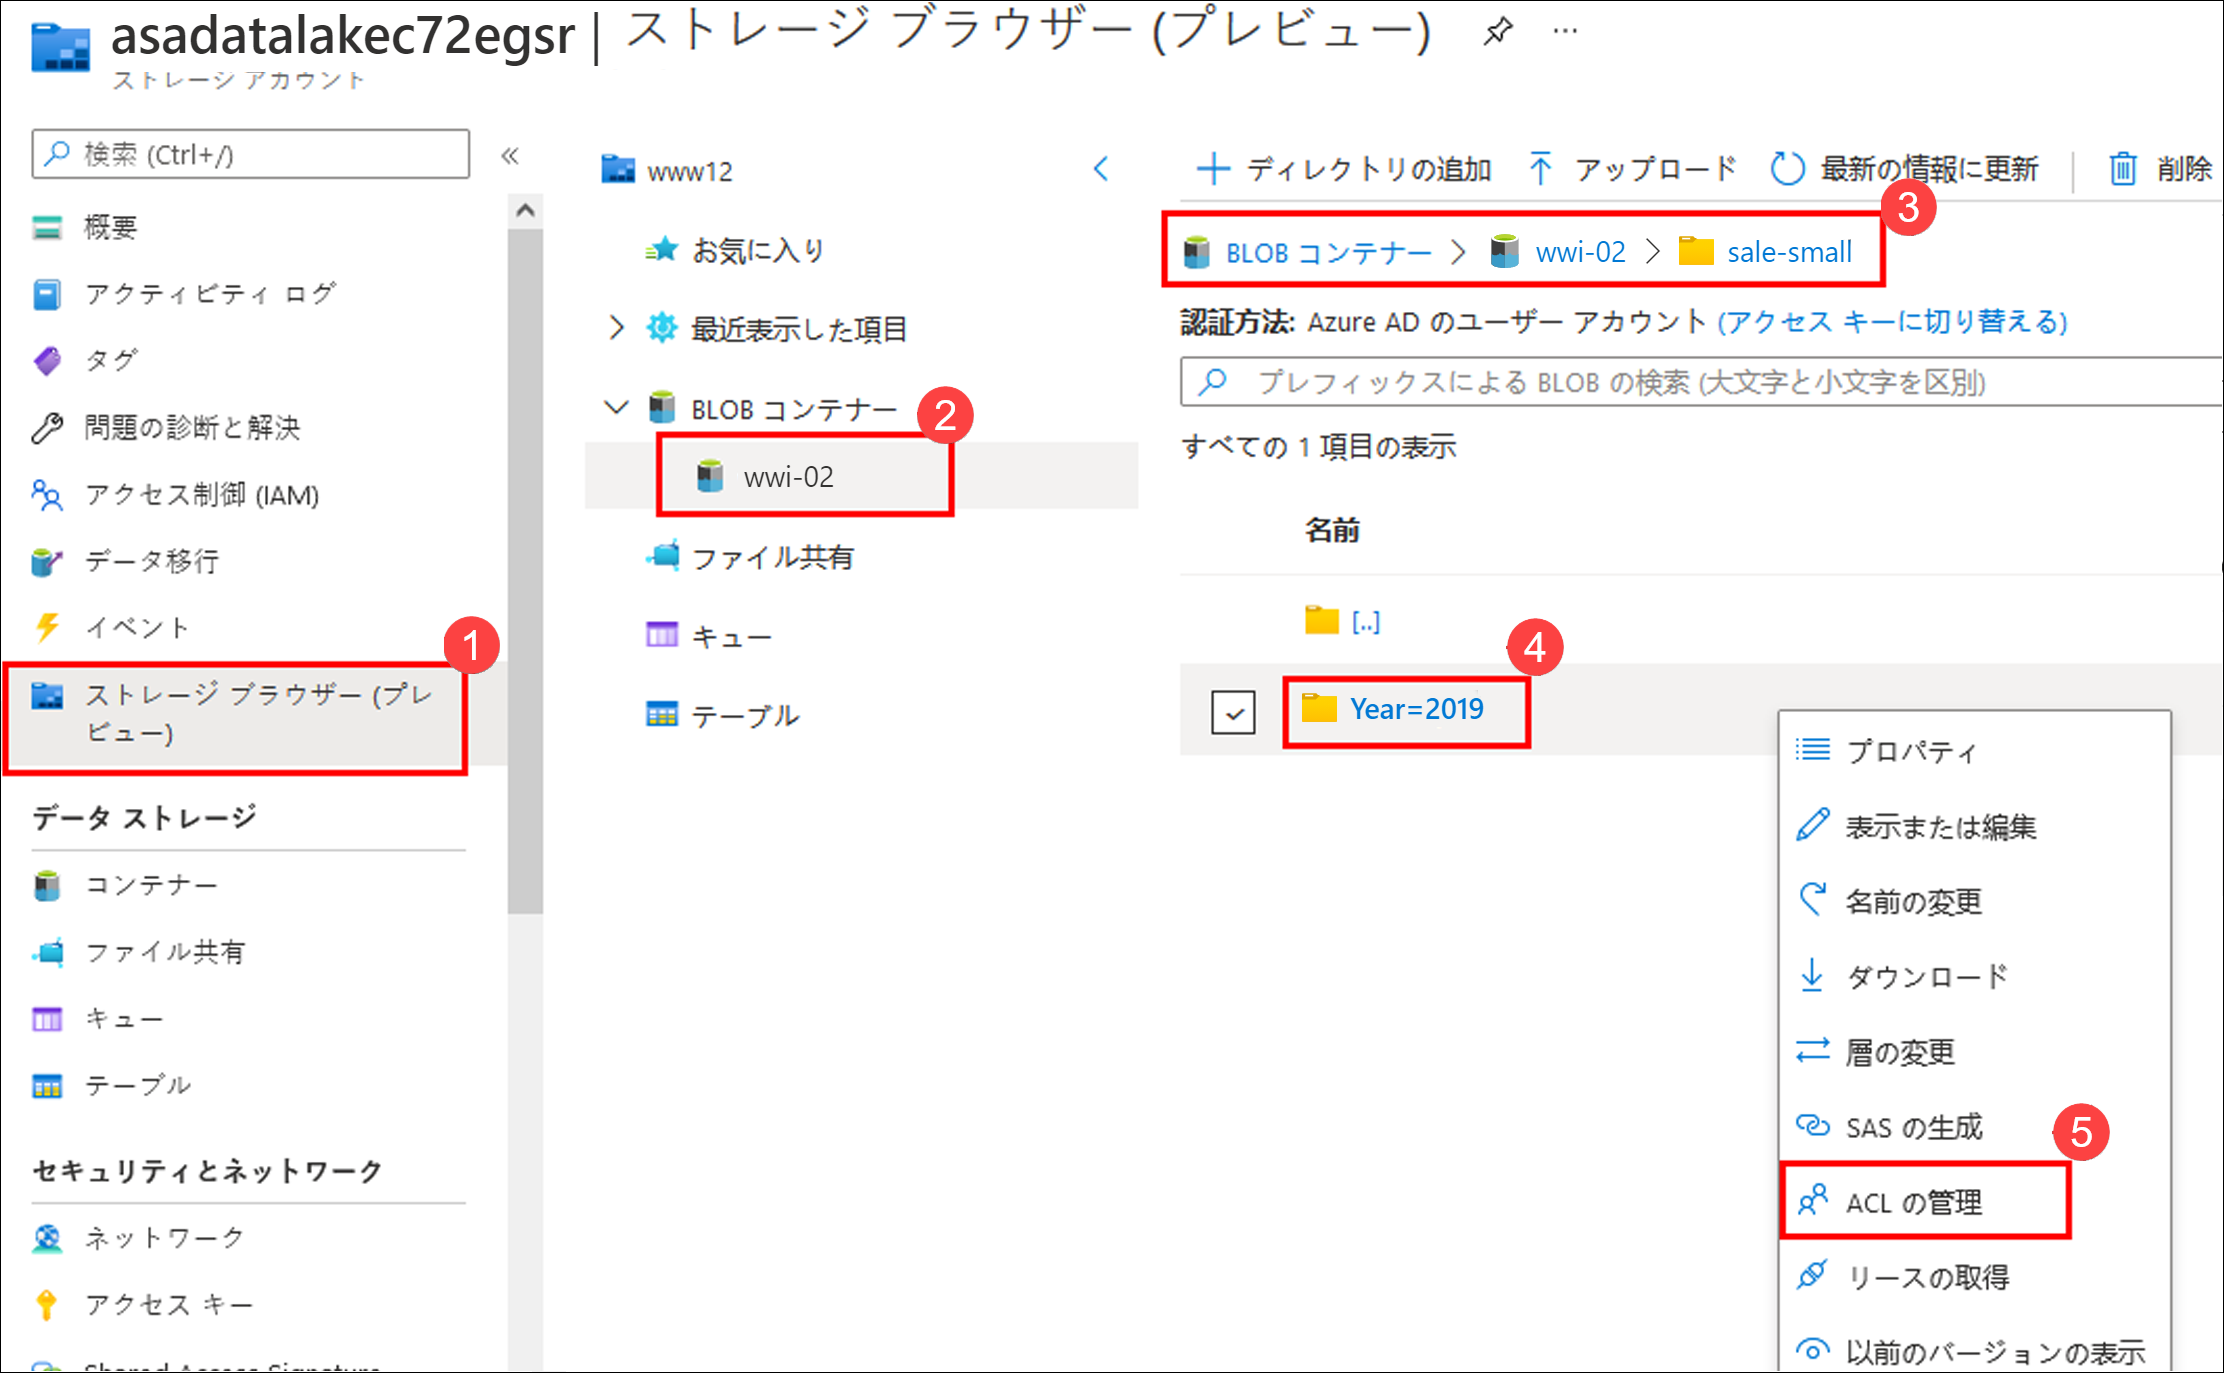 asadatalakec72egsr | ストレージ ブラウザー (プレビュー) ...
ストレージ アカウント
検索 (Ctrl+/)
概要
アクティビティ ログ
タグ
問題の診断と解決
アクセス制御 (IAM)
データ移行
イベント
1
ストレージ ブラウザー (プレ
ビュー)
データ ストレージ
コンテナー
ファイル共有
キュー
テーブル
セキュリティとネットワーク
ネットワーク
アクセス キー
Shared Access Signature
www12
お気に入り
最近表示した項目
BLOB コンテナー
2
wwi-02
ファイル共有
キュー
テーブル
ディレクトリの追加 アップロード 最新の情報に更新 削除
3
BLOB コンテナー > wwi-02 > sale-small
認証方法: Azure AD のユーザー アカウント (アクセス キーに切り替える)
プレフィックスによる BLOB の検索 (大文字と小文字を区別)
すべての 1 項目の表示
名前
[..]
4
Year=2019
プロパティ
表示または編集
名前の変更
ダウンロード
層の変更
SAS の生成
5
ACL の管理
リースの取得
以前のバージョンの表示